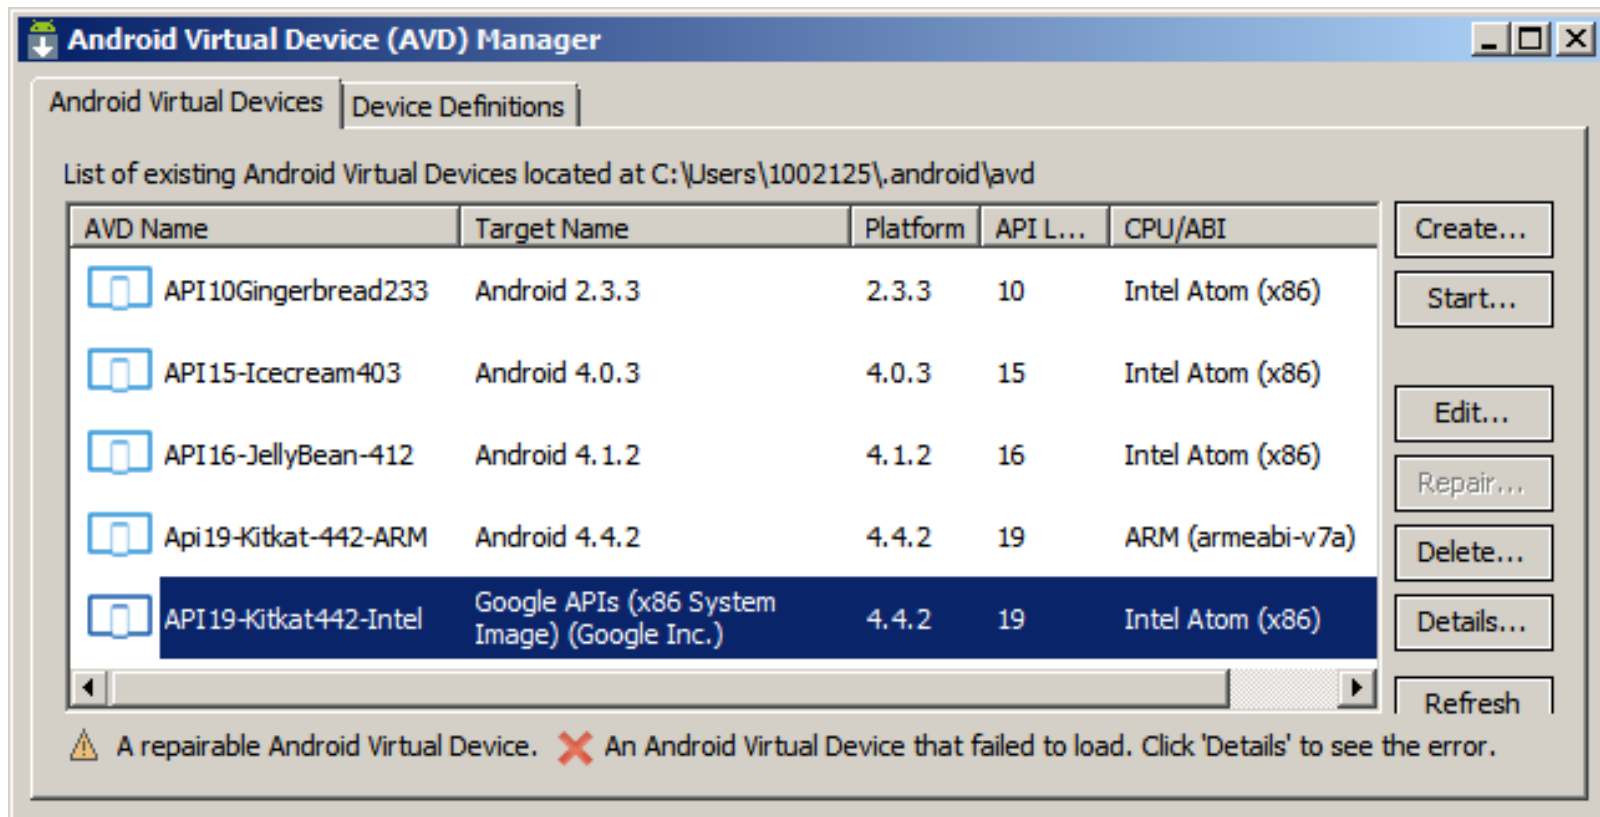 Android Virtual Device (AVD) Manager
Android Virtual Devices Device Definitions
List of existing Android Virtual Devices located at C:\Users\1002125\.android\avd
AVD Name Target Name Platform API L... CPU/ABI Create...
API10Gingerbread233 Android 2.3.3 2.3.3 10 Intel Atom (x86) Start...
API15-Icecream403 Android 4.0.3 4.0.3 15 Intel Atom (x86)
Edit...
API16-JellyBean-412 Android 4.1.2 4.1.2 16 Intel Atom (x86)
Repair...
Api19-Kitkat-442-ARM Android 4.4.2 4.4.2 19 ARM (armeabi-v7a)
Delete...
API19-Kitkat442-Intel Google APIs (x86 System
Image) (Google Inc.) 4.4.2 19 Intel Atom (x86) Details...
Refresh
A repairable Android Virtual Device. An Android Virtual Device that failed to load. Click 'Details' to see the error.